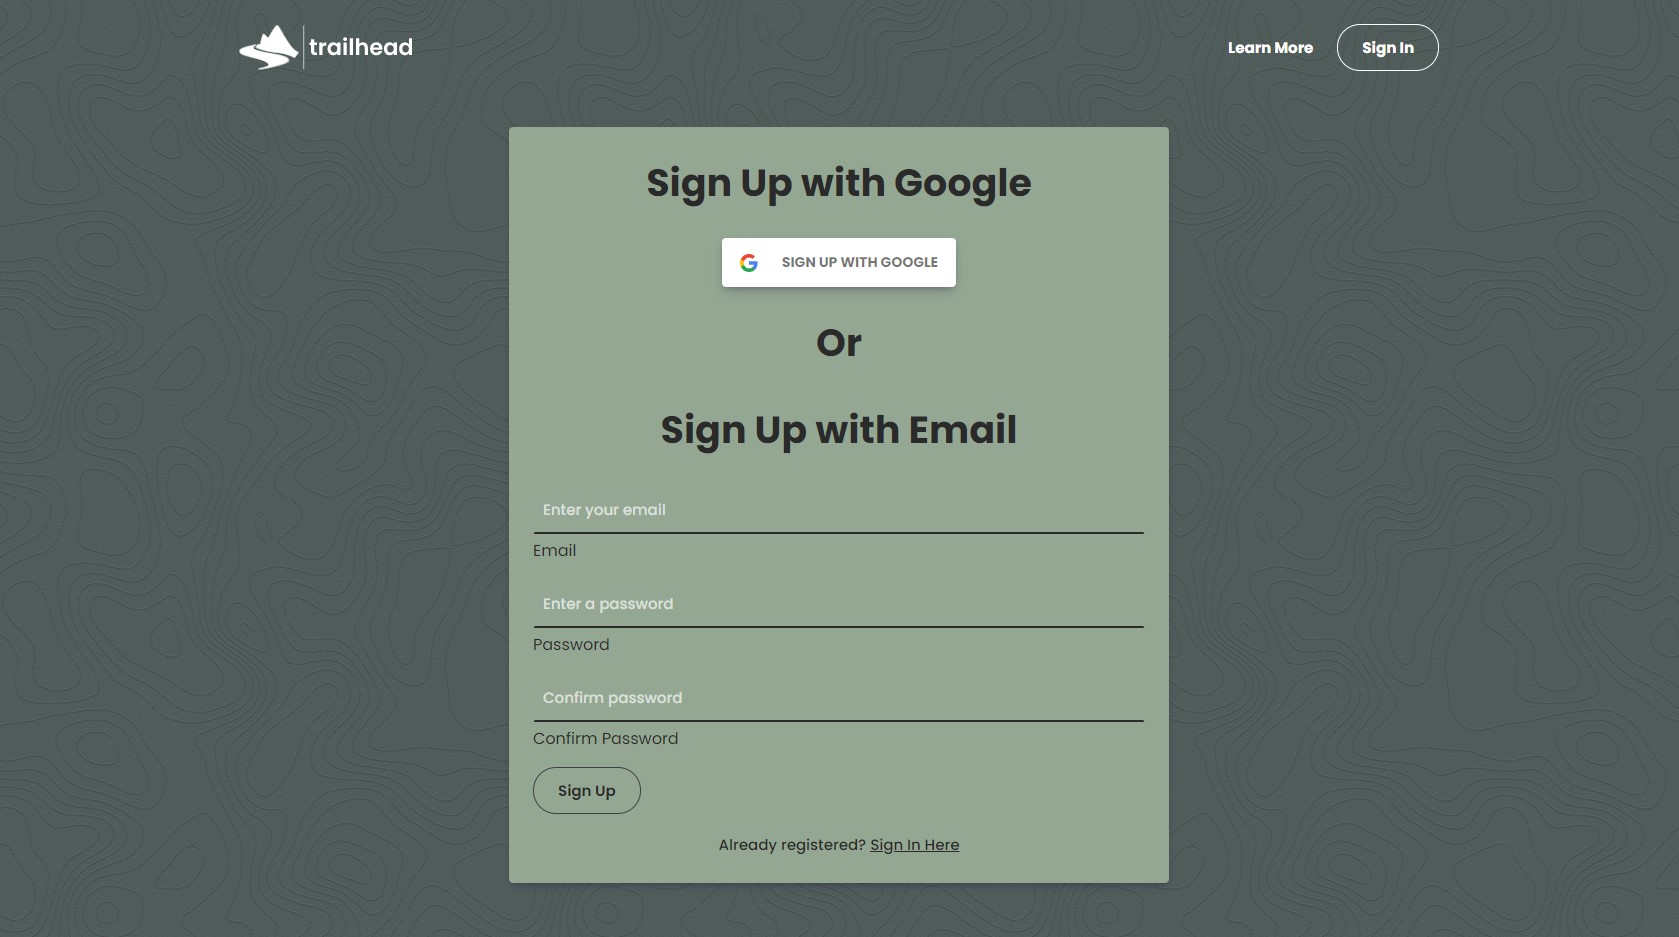 trailhead
Learn More
Sign In
Sign Up with Google
SIGN UP WITH GOOGLE
Or
Sign Up with Email
Enter your email
Email
Enter a password
Password
Confirm password
Confirm Password
Sign Up
Already registered? Sign In Here